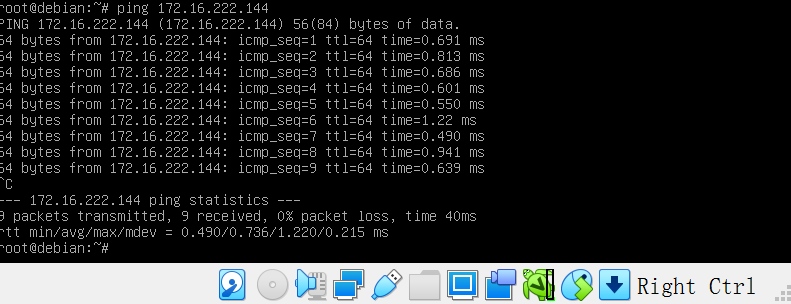 root@debian:~# ping 172.16.222.144
PING 172.16.222.144 (172.16.222.144) 56(84) bytes of data.
64 bytes from 172.16.222.144: icmp_seq=1 ttl=64 time=0.691 ms
64 bytes from 172.16.222.144: icmp_seq=2 ttl=64 time=0.813 ms
64 bytes from 172.16.222.144: icmp_seq=3 ttl=64 time=0.686 ms
64 bytes from 172.16.222.144: icmp_seq=4 ttl=64 time=0.601 ms
64 bytes from 172.16.222.144: icmp_seq=5 ttl=64 time=0.550 ms
64 bytes from 172.16.222.144: icmp_seq=6 ttl=64 time=1.22 ms
64 bytes from 172.16.222.144: icmp_seq=7 ttl=64 time=0.490 ms
64 bytes from 172.16.222.144: icmp_seq=8 ttl=64 time=0.941 ms
64 bytes from 172.16.222.144: icmp_seq=9 ttl=64 time=0.639 ms
^C
--- 172.16.222.144 ping statistics ---
9 packets transmitted, 9 received, 0% packet loss, time 40ms
rtt min/avg/max/mdev = 0.490/0.736/1.220/0.215 ms
root@debian:~#
Right Ctrl